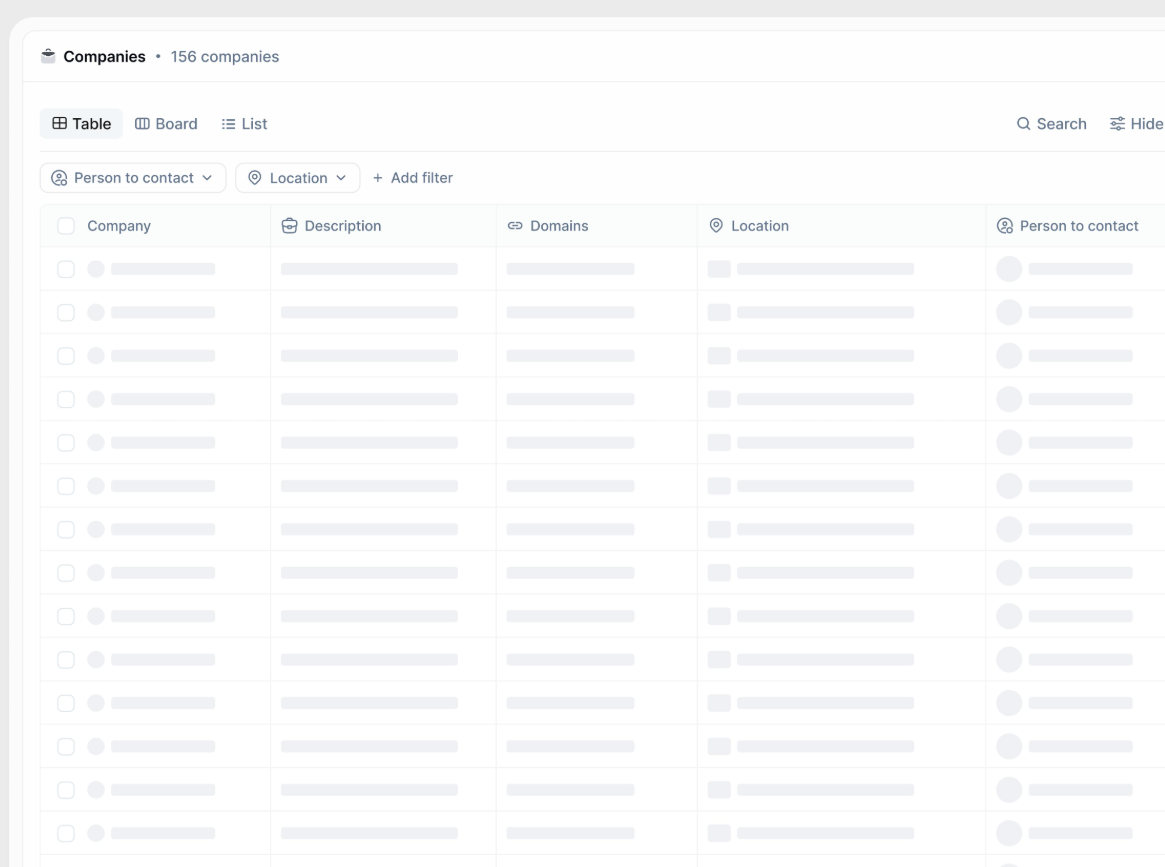 Companies • 156 companies
Table Board List Search Hide
Person to contact Location + Add filter
Company Description Domains Location Person to contact